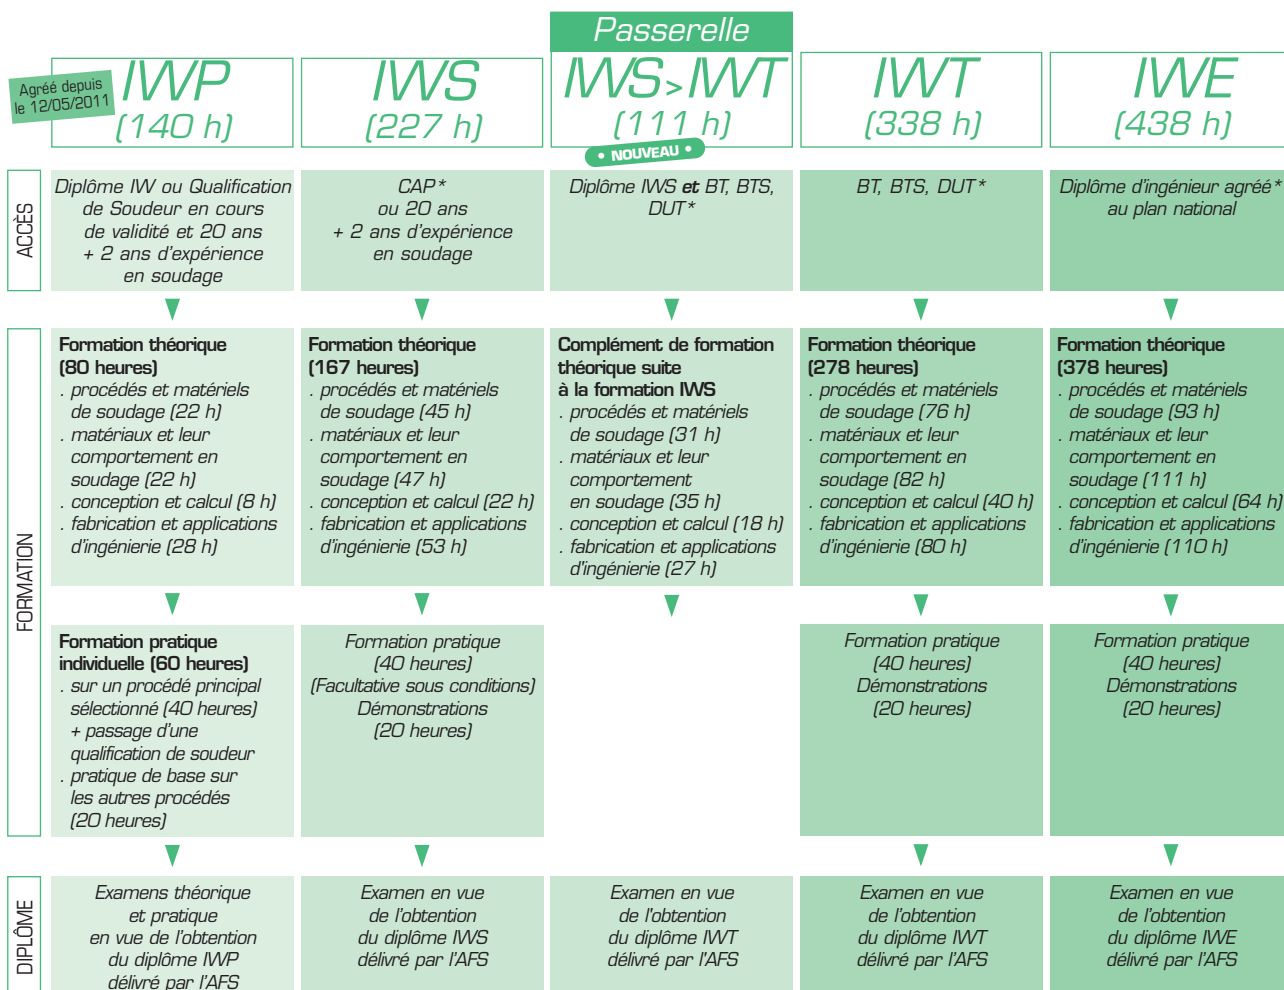 Agréé depuis
le 12/05/2011
IWP
(140 h)
IWS
(227 h)
Passerelle
IWS>IWT
(111 h)
• NOUVEAU •
IWT
(338 h)
IWE
(438 h)
ACCÈS
Diplôme IW ou Qualification
de Soudeur en cours
de validité et 20 ans
+ 2 ans d'expérience
en soudage
CAP*
ou 20 ans
+ 2 ans d'expérience
en soudage
Diplôme IWS et BT, BTS,
DUT*
BT, BTS, DUT*
Diplôme d'ingénieur agréé*
au plan national
FORMATION
Formation théorique
(80 heures)
. procédés et matériels
de soudage (22 h)
. matériaux et leur
comportement en
soudage (22 h)
. conception et calcul (8 h)
. fabrication et applications
d'ingénierie (28 h)
Formation théorique
(167 heures)
. procédés et matériels
de soudage (45 h)
. matériaux et leur
comportement en
soudage (47 h)
. conception et calcul (22 h)
. fabrication et applications
d'ingénierie (53 h)
Complément de formation
théorique suite
à la formation IWS
. procédés et matériels
de soudage (31 h)
. matériaux et leur
comportement
en soudage (35 h)
. conception et calcul (18 h)
. fabrication et applications
d'ingénierie (27 h)
Formation théorique
(278 heures)
. procédés et matériels
de soudage (76 h)
. matériaux et leur
comportement en
soudage (82 h)
. conception et calcul (40 h)
. fabrication et applications
d'ingénierie (80 h)
Formation théorique
(378 heures)
. procédés et matériels
de soudage (93 h)
. matériaux et leur
comportement en
soudage (111 h)
. conception et calcul (64 h)
. fabrication et applications
d'ingénierie (110 h)
Formation pratique
individuelle (60 heures)
. sur un procédé principal
sélectionné (40 heures)
+ passage d'une
qualification de soudeur
. pratique de base sur
les autres procédés
(20 heures)
Formation pratique
(40 heures)
(Facultative sous conditions)
Démonstrations
(20 heures)
Formation pratique
(40 heures)
Démonstrations
(20 heures)
Formation pratique
(40 heures)
Démonstrations
(20 heures)
DIPLÔME
Examens théorique
et pratique
en vue de l'obtention
du diplôme IWP
délivré par l'AFS
Examen en vue
de l'obtention
du diplôme IWS
délivré par l'AFS
Examen en vue
de l'obtention
du diplôme IWT
délivré par l'AFS
Examen en vue
de l'obtention
du diplôme IWT
délivré par l'AFS
Examen en vue
de l'obtention
du diplôme IWE
délivré par l'AFS